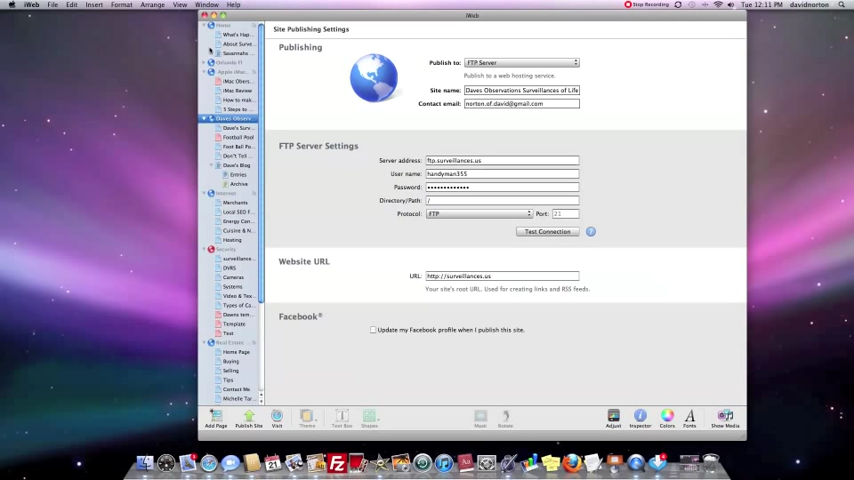 iWeb File Edit Insert Format Arrange View Window Help Stop Recording Tue 12:11 PM davidnorton
iWeb
Home
What's Hap...
About Surve...
Savannahs ...
Orlando IT
Apple iMac...
iMac Obers...
iMac Review
How to mak...
5 Steps to ...
Daves Observ...
Dave's Surv...
Football Pool
Foot Ball Po...
Don't Tell ...
Dave's Blog
Entries
Archive
Internet
Merchants
Local SEO F...
Energy Con...
Cuisine & N...
Hosting
Security
surveillance...
DVRS
Cameras
Systems
Video & Tex...
Types of Ca...
Dawns tem...
Template
Test
Real Estate
Home Page
Buying
Selling
Tips
Contact Me
Michelle Tar...
Site Publishing Settings
Publishing
Publish to: FTP Server
Publish to a web hosting service.
Site name: Daves Observations Surveillances of Life
Contact email: norton.of.david@gmail.com
FTP Server Settings
Server address: ftp.surveillances.us
User name: handyman355
Password: •••••••••••••
Directory/Path: /
Protocol: FTP Port: 21
Test Connection ?
Website URL
URL: http://surveillances.us
Your site's root URL. Used for creating links and RSS feeds.
Facebook®
Update my Facebook profile when I publish this site.
Add Page Publish Site Visit Theme Text Box Shapes Mask Rotate Adjust Inspector Colors Fonts Show Media
21
Fz